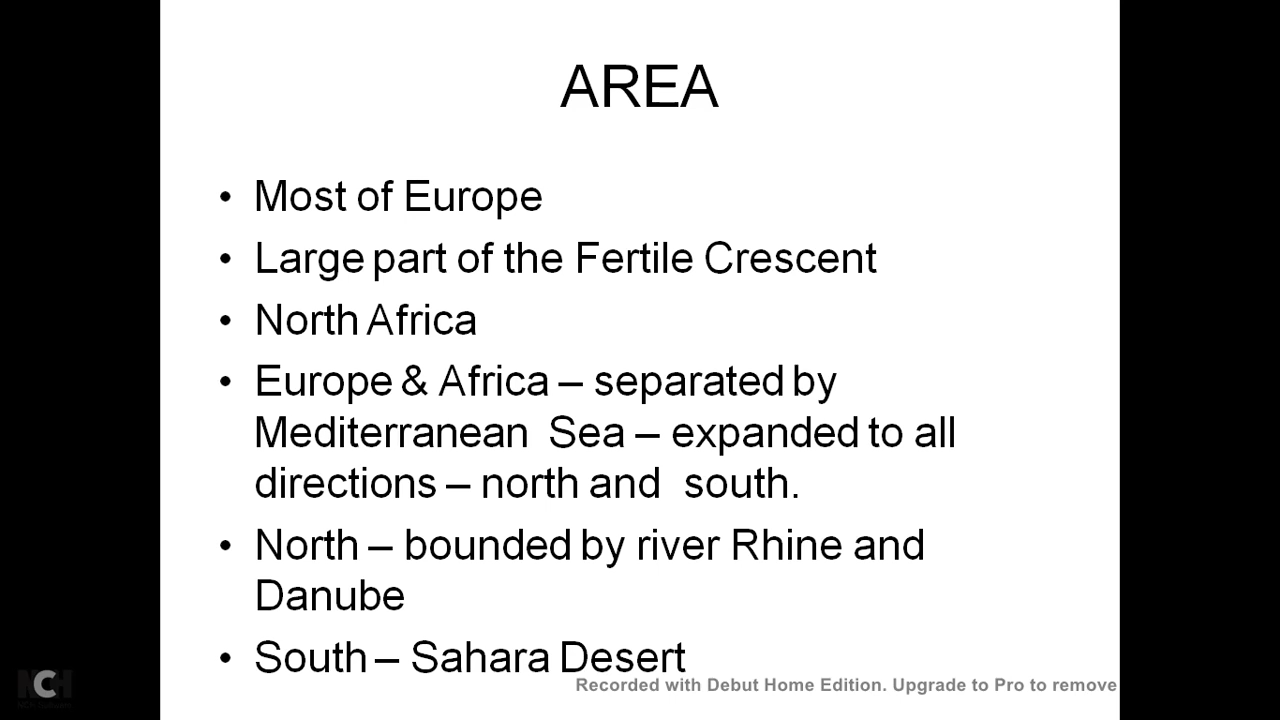 AREA
• Most of Europe
• Large part of the Fertile Crescent
• North Africa
• Europe & Africa – separated by
Mediterranean Sea – expanded to all
directions – north and south.
• North – bounded by river Rhine and
Danube
• South – Sahara Desert
Recorded with Debut Home Edition. Upgrade to Pro to remove
NCH